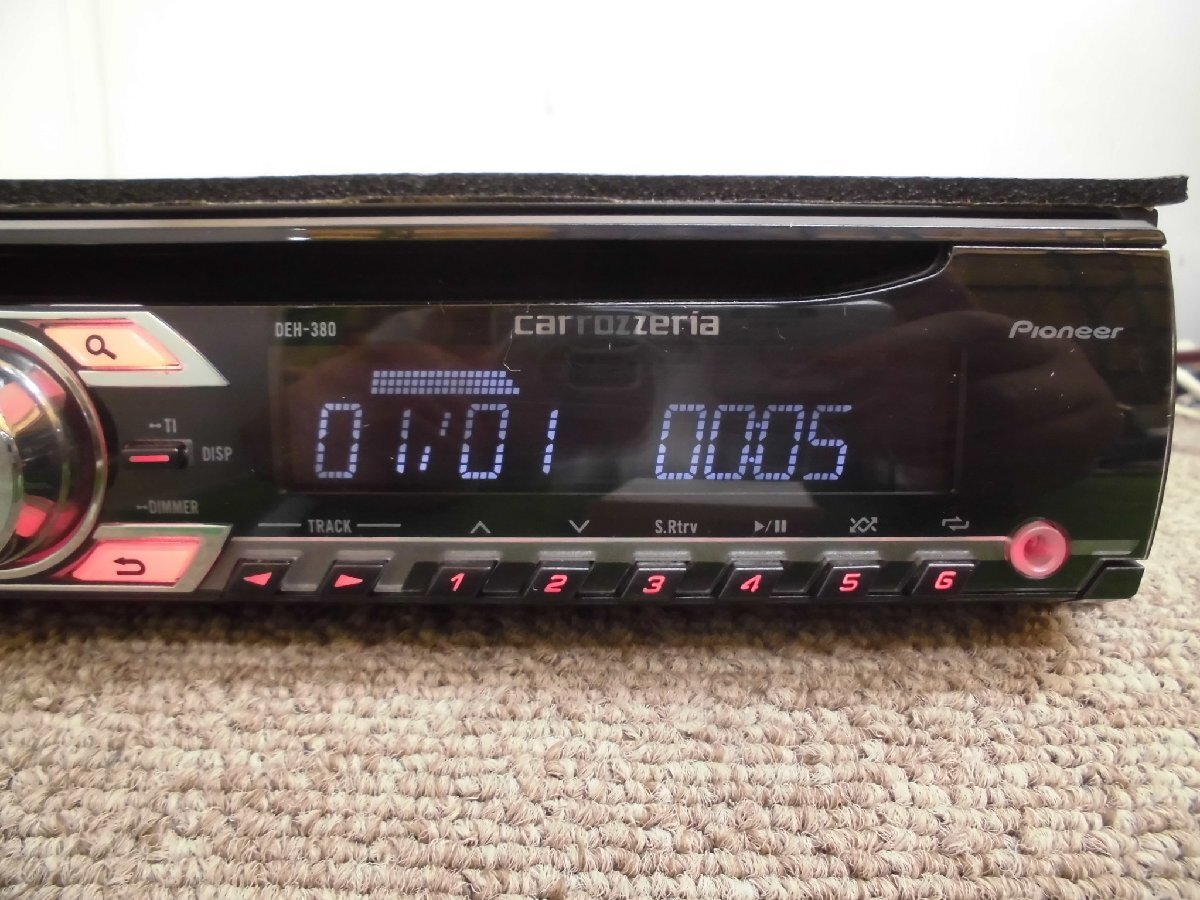 DEH-380
carrozzeria
Pioneer
01/01 00:05
TI
DISP
DIMMER
TRACK
S.Rtrv
1 2 3 4 5 6